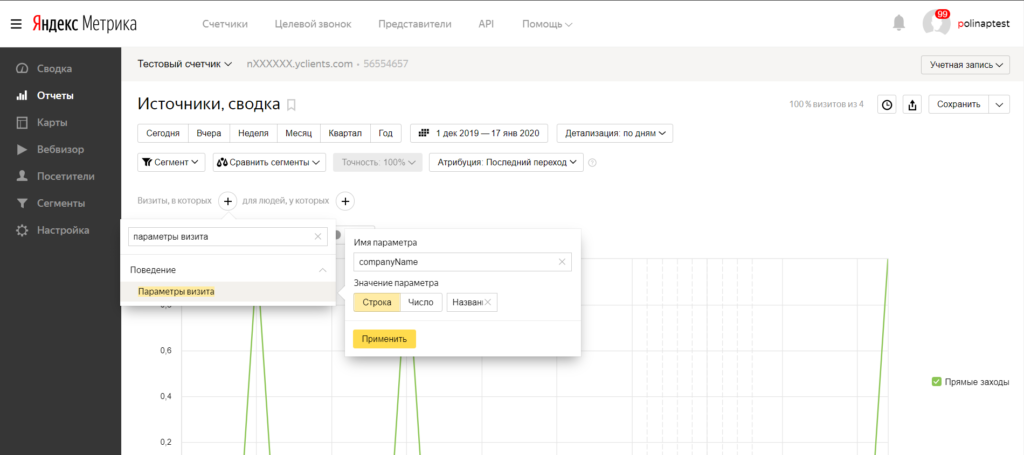 Яндекс Метрика Счетчики Целевой звонок Представители API Помощь 99 polinaptest
Сводка
Отчеты
Карты
Вебвизор
Посетители
Сегменты
Настройка
Тестовый счетчик nXXXXXX.yclients.com • 56554657 Учетная запись
Источники, сводка 100 % визитов из 4 Сохранить
Сегодня Вчера Неделя Месяц Квартал Год 1 дек 2019 — 17 янв 2020 Детализация: по дням
Сегмент Сравнить сегменты Точность: 100% Атрибуция: Последний переход
Визиты, в которых + для людей, у которых +
параметры визита
Поведение
Параметры визита
Имя параметра
companyName
Значение параметра
Строка Число Назван
Применить
0,6
0,4
0,2
Прямые заходы